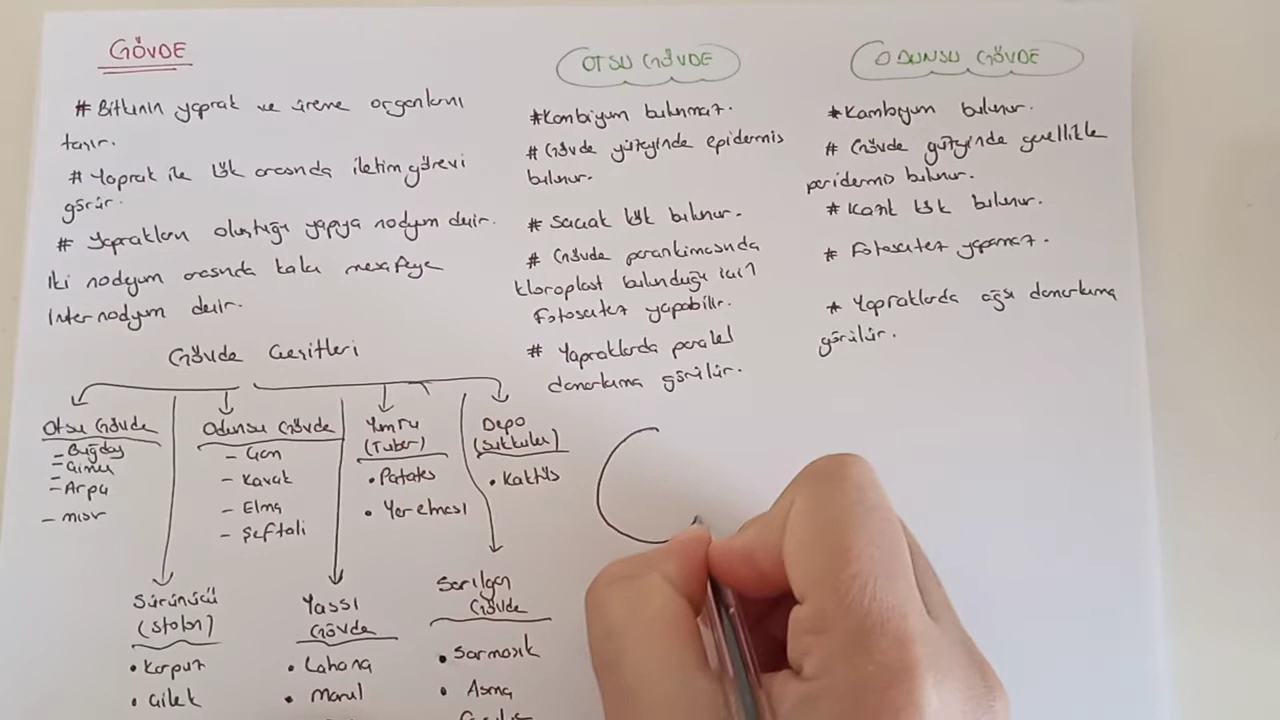 GÖVDE
# Bitkinin yaprak ve üreme organlarını
taşır.
# Yaprak ile kök arasında iletim görevi
görür.
# Yaprakların oluştuğu yapıya nodyum denir.
İki nodyum arasında kalan mesafeye
internodyum denir.
Gövde Çeşitleri
Otsu Gövde
- Buğday
- Çimen
- Arpa
- mısır
Odunsu Gövde
- Çam
- Kavak
- Elma
- Şeftali
Yumru
(Tuber)
• Patates
• Yer elması
Depo
(Sukkulent)
• Kaktüs
Sürünücü
(Stolon)
• Karpuz
• Çilek
Yassı
Gövde
• Lahana
• Marul
Sarılgan
Gövde
• Sarmaşık
• Asma
OTSU GÖVDE
* Kambiyum bulunmaz.
# Gövde yüzeyinde epidermis
bulunur.
# Saçak kök bulunur.
# Gövde parankimasında
kloroplast bulunduğu için
Fotosentez yapabilir.
# Yapraklarda paralel
damarlanma görülür.
ODUNSU GÖVDE
* Kambiyum bulunur.
# Gövde yüzeyinde genellikle
peridermis bulunur.
# Kazık kök bulunur.
* Fotosentez yapamaz.
* Yapraklarda ağsı damarlanma
görülür.